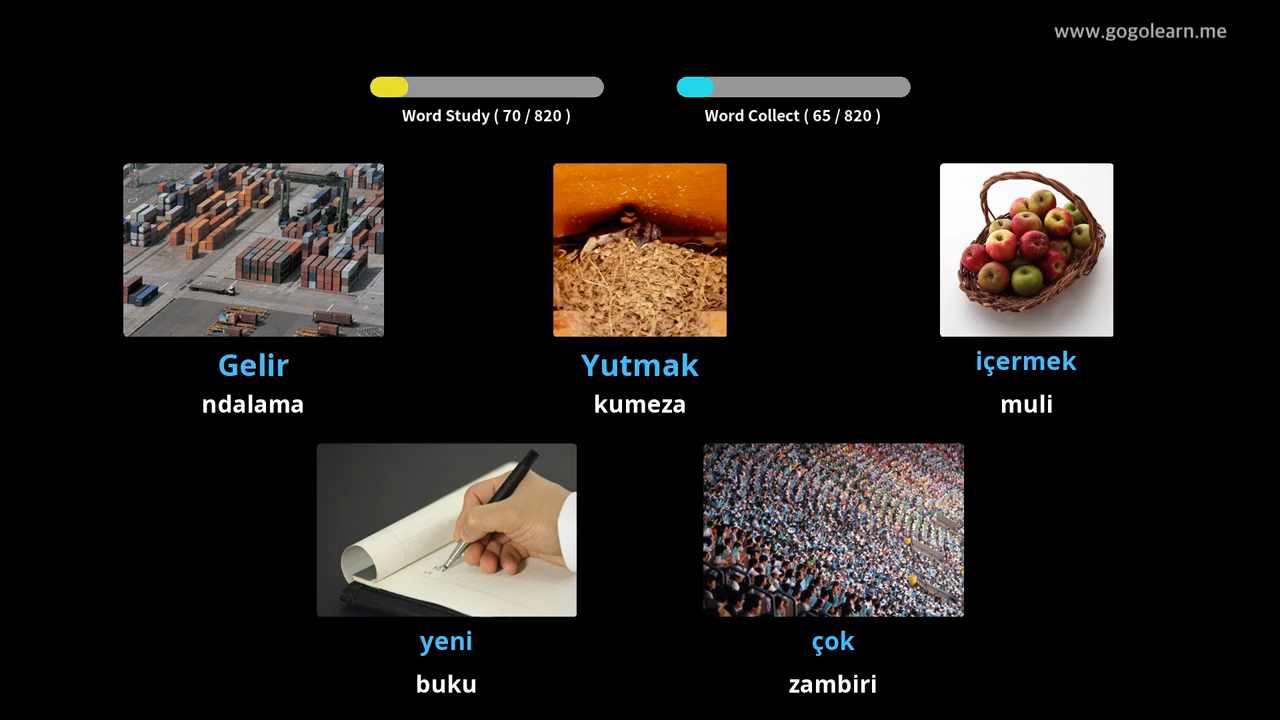 www.gogolearn.me
Word Study ( 70 / 820 )
Word Collect ( 65 / 820 )
Gelir
ndalama
Yutmak
kumeza
içermek
muli
yeni
buku
çok
zambiri